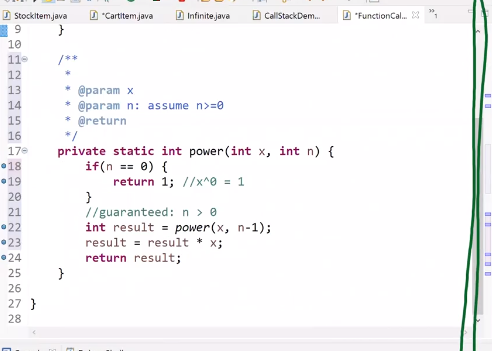 StockItem.java *CartItem.java Infinite.java CallStackDem... *FunctionCal...
9 }
10
11 /**
12 *
13 * @param x
14 * @param n: assume n>=0
15 * @return
16 */
17 private static int power(int x, int n) {
18 if(n == 0) {
19 return 1; //x^0 = 1
20 }
21 //guaranteed: n > 0
22 int result = power(x, n-1);
23 result = result * x;
24 return result;
25 }
26
27 }
28